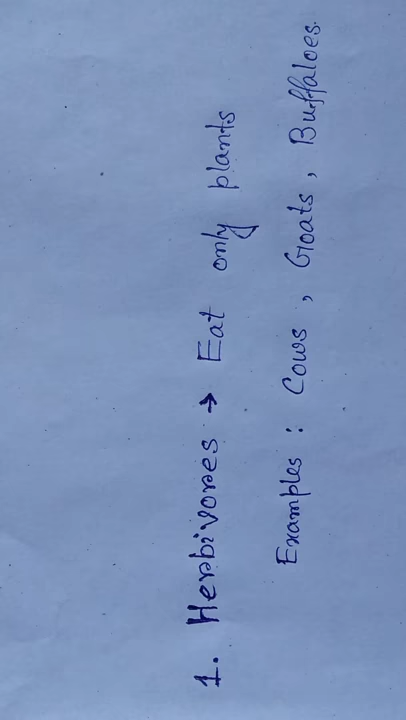 1. Herbivores → Eat only plants
Examples : Cows , Goats , Buffaloes.